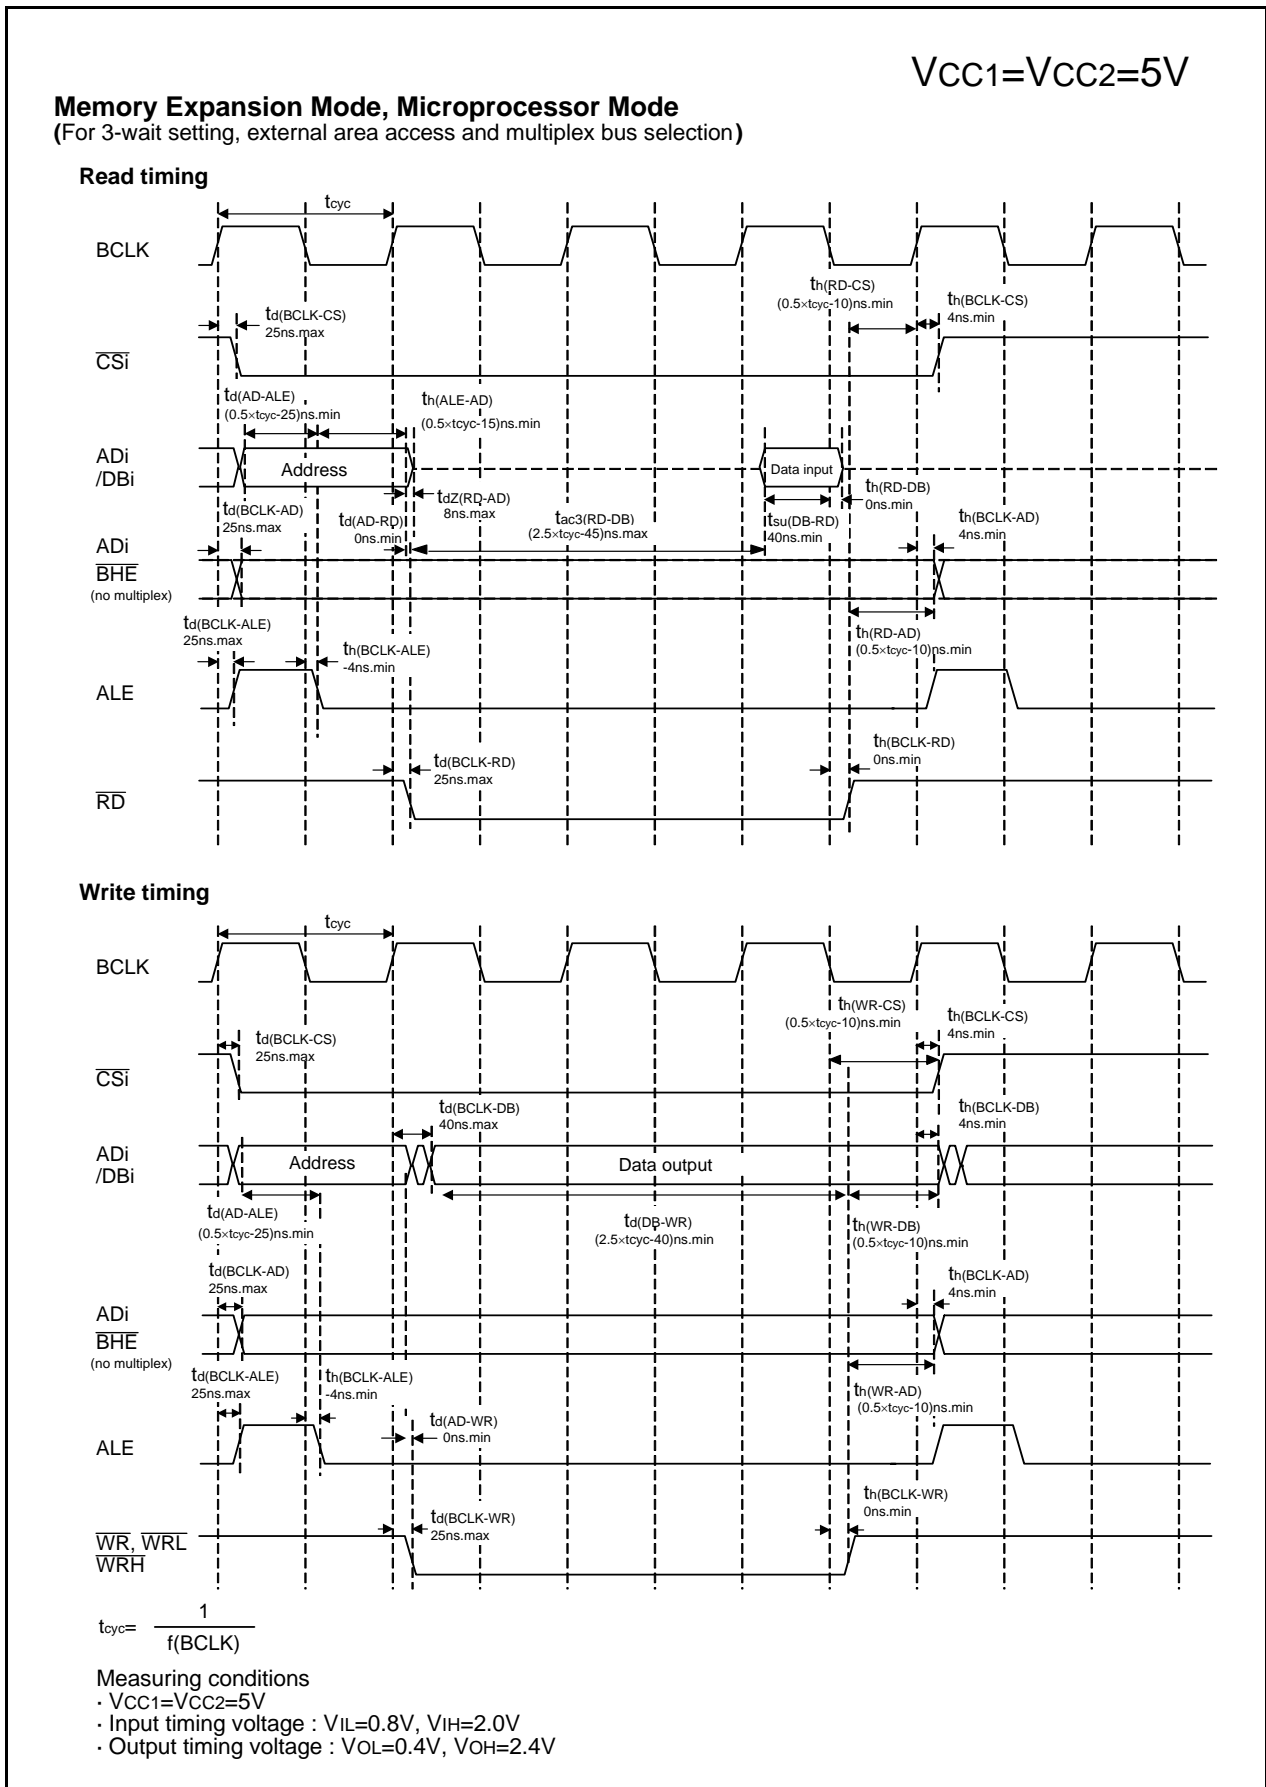 VCC1=VCC2=5V
Memory Expansion Mode, Microprocessor Mode
(For 3-wait setting, external area access and multiplex bus selection)
Read timing
tcyc
BCLK
th(RD-CS)
(0.5×tcyc-10)ns.min
th(BCLK-CS)
4ns.min
td(BCLK-CS)
25ns.max
CSi
td(AD-ALE)
(0.5×tcyc-25)ns.min
th(ALE-AD)
(0.5×tcyc-15)ns.min
ADi
/DBi
Address
Data input
th(RD-DB)
0ns.min
td(BCLK-AD)
25ns.max
td(AD-RD)
0ns.min
tdZ(RD-AD)
8ns.max
tac3(RD-DB)
(2.5×tcyc-45)ns.max
tsu(DB-RD)
40ns.min
th(BCLK-AD)
4ns.min
ADi
BHE
(no multiplex)
td(BCLK-ALE)
25ns.max
th(BCLK-ALE)
-4ns.min
th(RD-AD)
(0.5×tcyc-10)ns.min
ALE
td(BCLK-RD)
25ns.max
th(BCLK-RD)
0ns.min
RD
Write timing
tcyc
BCLK
th(WR-CS)
(0.5×tcyc-10)ns.min
th(BCLK-CS)
4ns.min
td(BCLK-CS)
25ns.max
CSi
td(BCLK-DB)
40ns.max
th(BCLK-DB)
4ns.min
ADi
/DBi
Address
Data output
td(AD-ALE)
(0.5×tcyc-25)ns.min
td(DB-WR)
(2.5×tcyc-40)ns.min
th(WR-DB)
(0.5×tcyc-10)ns.min
td(BCLK-AD)
25ns.max
th(BCLK-AD)
4ns.min
ADi
BHE
(no multiplex)
td(BCLK-ALE)
25ns.max
th(BCLK-ALE)
-4ns.min
th(WR-AD)
(0.5×tcyc-10)ns.min
td(AD-WR)
0ns.min
ALE
td(BCLK-WR)
25ns.max
th(BCLK-WR)
0ns.min
WR, WRL
WRH
tcyc= 1
f(BCLK)
Measuring conditions
· VCC1=VCC2=5V
· Input timing voltage : VIL=0.8V, VIH=2.0V
· Output timing voltage : VOL=0.4V, VOH=2.4V